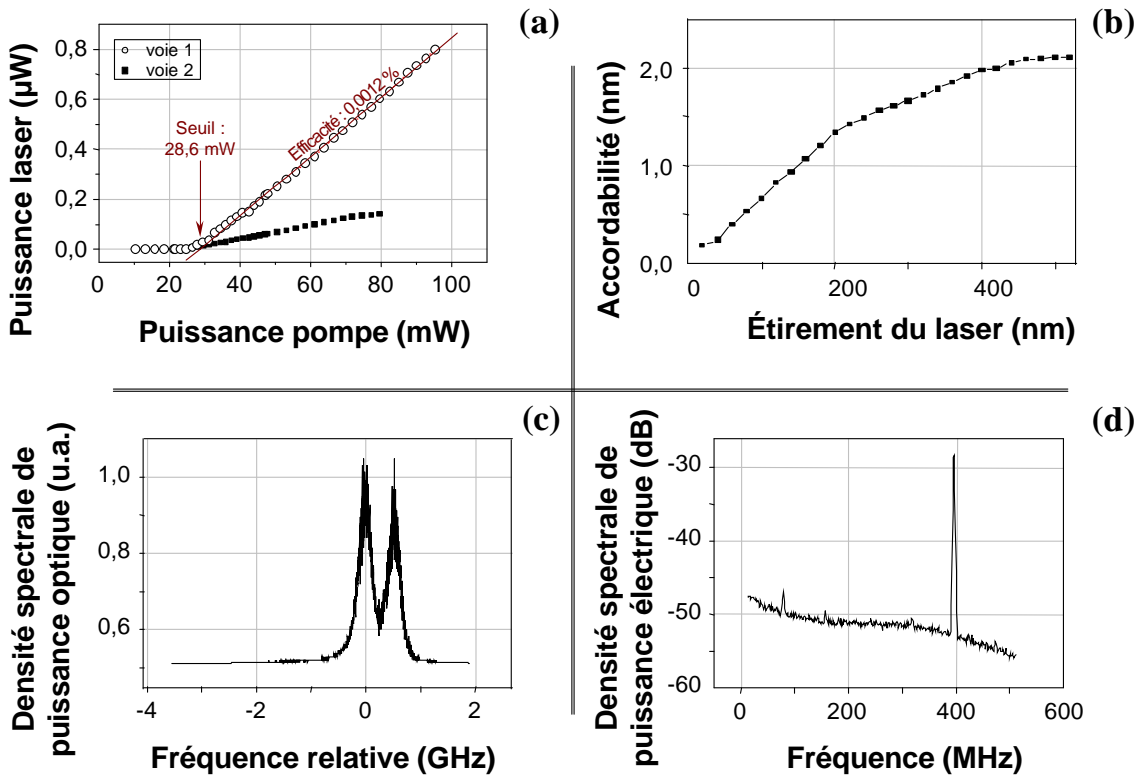 (a)
Puissance laser (µW)
0,8
0,6
0,4
0,2
0,0
voie 1
voie 2
Seuil :
28,6 mW
Efficacité : 0,0012 %
0 20 40 60 80 100
Puissance pompe (mW)
(b)
Accordabilité (nm)
2,0
1,0
0,0
0 200 400
Étirement du laser (nm)
(c)
Densité spectrale de
puissance optique (u.a.)
1,0
0,8
0,6
-4 -2 0 2
Fréquence relative (GHz)
(d)
Densité spectrale de
puissance électrique (dB)
-30
-40
-50
-60
0 200 400 600
Fréquence (MHz)